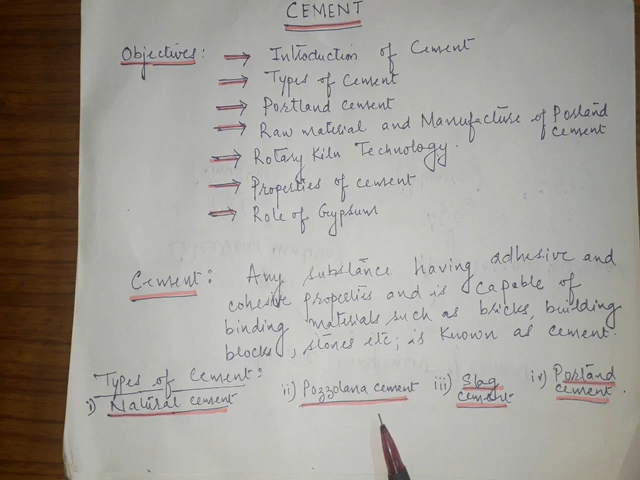 CEMENT
Objectives: → Introduction of Cement
→ Types of Cement
→ Portland cement
→ Raw material and Manufacture of Porland cement
→ Rotary Kiln Technology.
→ Properties of cement
→ Role of Gypsum
Cement: Any substance having adhesive and
cohesive properties and is capable of
binding materials such as bricks, building
blocks, stones etc; is known as cement.
Types of Cement:
i) Natural cement ii) Pozzolana cement iii) Slag cement iv) Portland cement.